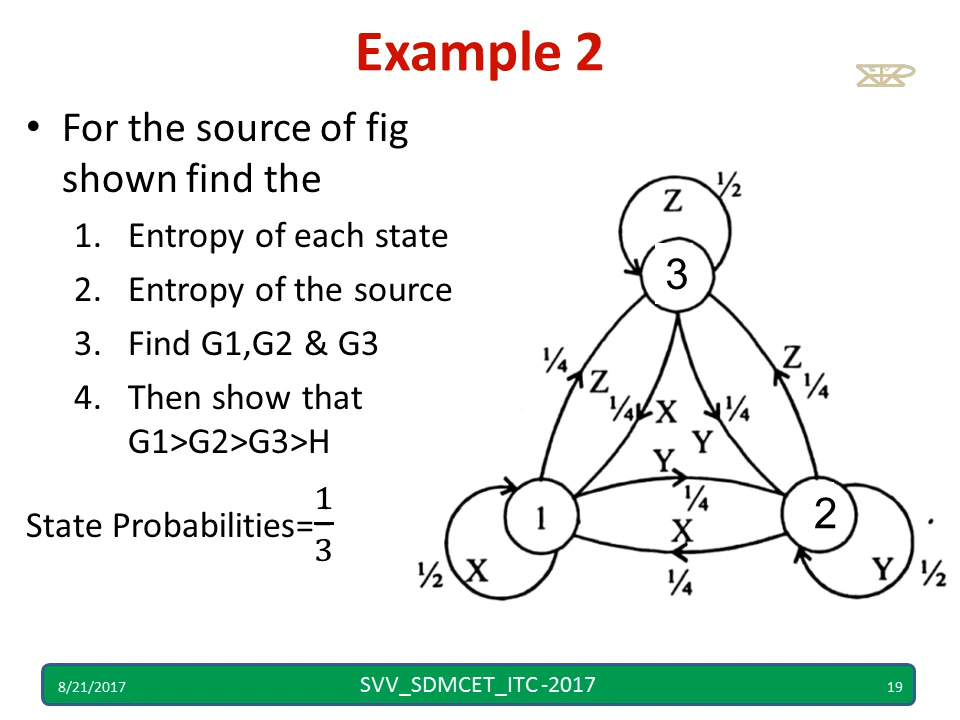 Example 2
• For the source of fig
shown find the
1. Entropy of each state
2. Entropy of the source
3. Find G1,G2 & G3
4. Then show that
G1>G2>G3>H
State Probabilities=1/3
Z ½
3
¼ Z
¼ X
¼ Y
Z ¼
Y ¼
1
2
X ¼
½ X
Y ½
8/21/2017 SVV_SDMCET_ITC -2017 19